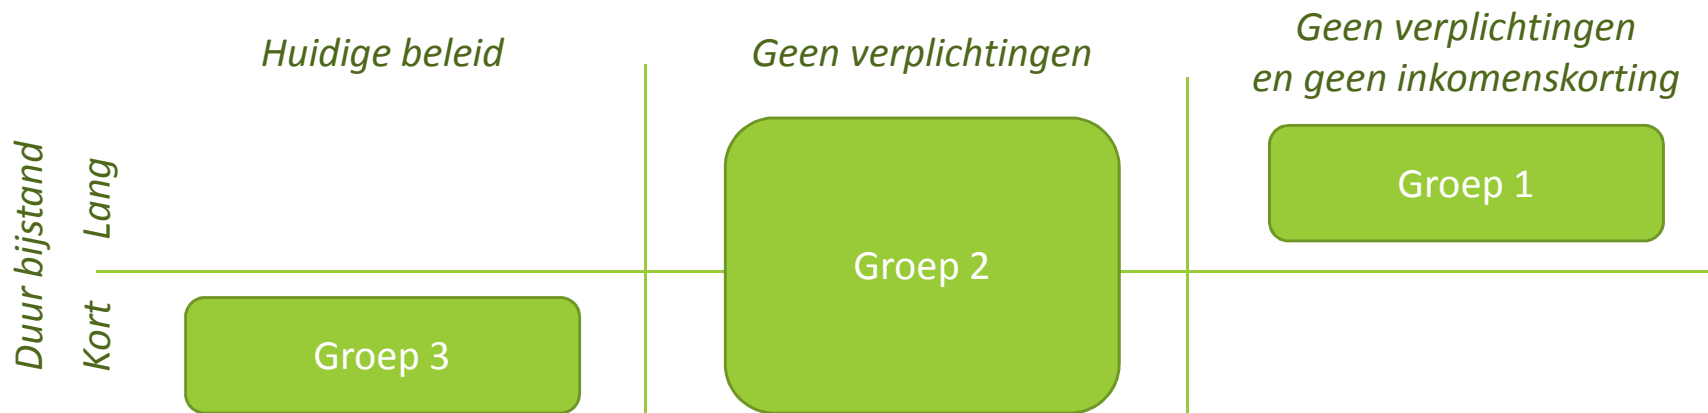 Huidige beleid
Geen verplichtingen
Geen verplichtingen
en geen inkomenskorting
Duur bijstand
Lang
Kort
Groep 1
Groep 2
Groep 3